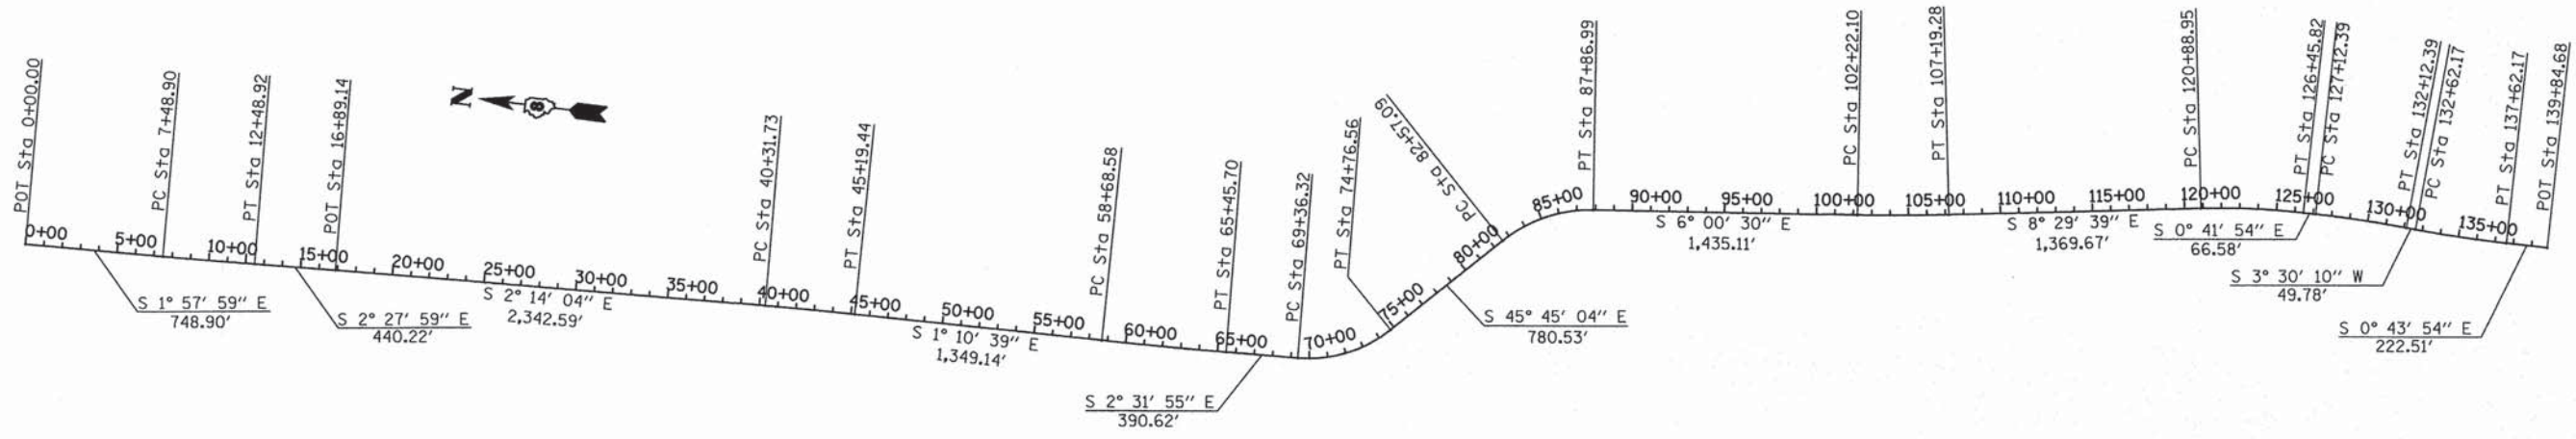 POT Sta 0+00.00
PC Sta 7+48.90
PT Sta 12+48.92
POT Sta 16+89.14
N
PC Sta 40+31.73
PT Sta 45+19.44
PC Sta 58+68.58
PT Sta 65+45.70
PC Sta 69+36.32
PT Sta 74+76.56
PC Sta 82+57.09
PT Sta 87+86.99
PC Sta 102+22.10
PT Sta 107+19.28
PC Sta 120+88.95
PT Sta 126+45.82
PC Sta 127+12.39
PT Sta 132+12.39
PC Sta 132+62.17
PT Sta 137+62.17
POT Sta 139+84.68
0+00
5+00
10+00
15+00
20+00
25+00
30+00
35+00
40+00
45+00
50+00
55+00
60+00
65+00
70+00
75+00
80+00
85+00
90+00
95+00
100+00
105+00
110+00
115+00
120+00
125+00
130+00
135+00
S 1° 57' 59" E
748.90'
S 2° 27' 59" E
440.22'
S 2° 14' 04" E
2,342.59'
S 1° 10' 39" E
1,349.14'
S 2° 31' 55" E
390.62'
S 45° 45' 04" E
780.53'
S 6° 00' 30" E
1,435.11'
S 8° 29' 39" E
1,369.67'
S 0° 41' 54" E
66.58'
S 3° 30' 10" W
49.78'
S 0° 43' 54" E
222.51'